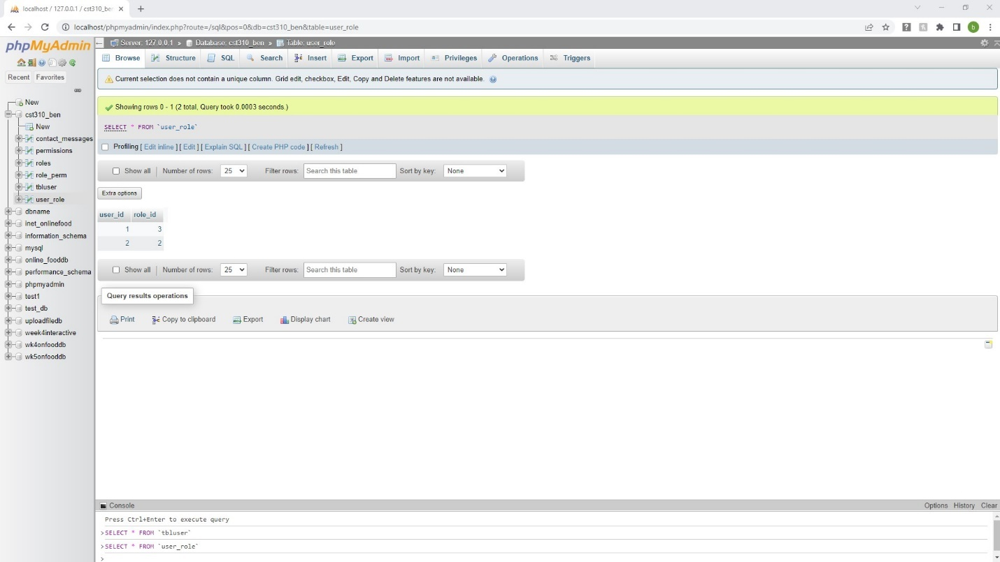 localhost / 127.0.0.1 / cst310_ben
localhost/phpmyadmin/index.php?route=/sql&pos=0&db=cst310_ben&table=user_role
b
phpMyAdmin
Recent Favorites
New
cst310_ben
New
contact_messages
permissions
roles
role_perm
tbluser
user_role
dbname
inet_onlinefood
information_schema
mysql
online_fooddb
performance_schema
phpmyadmin
test1
test_db
uploadfiledb
week4interactive
wk4onfooddb
wk5onfooddb
Server: 127.0.0.1 » Database: cst310_ben » Table: user_role
Browse Structure SQL Search Insert Export Import Privileges Operations Triggers
Current selection does not contain a unique column. Grid edit, checkbox, Edit, Copy and Delete features are not available.
Showing rows 0 - 1 (2 total, Query took 0.0003 seconds.)
SELECT * FROM `user_role`
Profiling [ Edit inline ] [ Edit ] [ Explain SQL ] [ Create PHP code ] [ Refresh ]
Show all | Number of rows: 25 Filter rows: Search this table Sort by key: None
Extra options
user_id role_id
1 3
2 2
Show all | Number of rows: 25 Filter rows: Search this table Sort by key: None
Query results operations
Print Copy to clipboard Export Display chart Create view
Console Options History Clear
Press Ctrl+Enter to execute query
>SELECT * FROM `tbluser`
>SELECT * FROM `user_role`
>